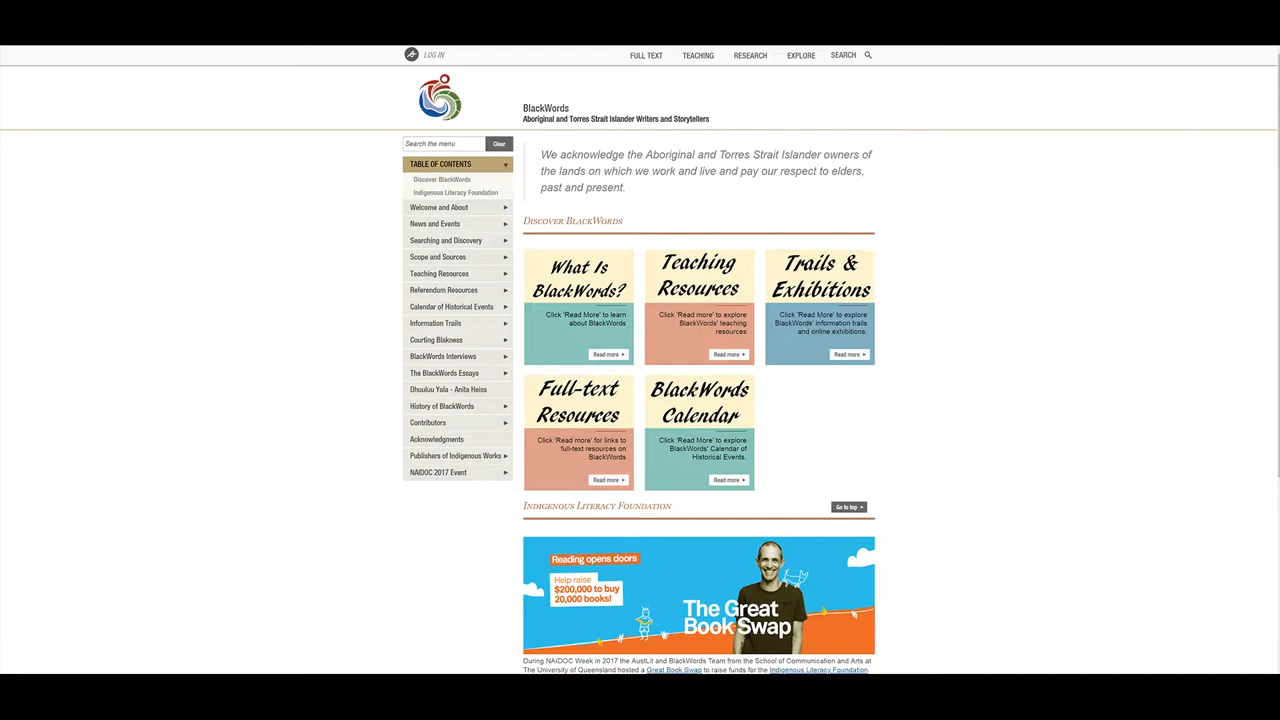 LOG IN
FULL TEXT
TEACHING
RESEARCH
EXPLORE
SEARCH
BlackWords
Aboriginal and Torres Strait Islander Writers and Storytellers
Search the menu
Clear
TABLE OF CONTENTS
Discover BlackWords
Indigenous Literacy Foundation
Welcome and About
News and Events
Searching and Discovery
Scope and Sources
Teaching Resources
Referendum Resources
Calendar of Historical Events
Information Trails
Courting Blakness
BlackWords Interviews
The BlackWords Essays
Dhuuluu Yala - Anita Heiss
History of BlackWords
Contributors
Acknowledgments
Publishers of Indigenous Works
NAIDOC 2017 Event
We acknowledge the Aboriginal and Torres Strait Islander owners of
the lands on which we work and live and pay our respect to elders,
past and present.
Discover BlackWords
What Is
BlackWords?
Click 'Read More' to learn
about BlackWords
Read more
Teaching
Resources
Click 'Read More' to explore
BlackWords' teaching
resources
Read more
Trails &
Exhibitions
Click 'Read More' to explore
BlackWords' information trails
and online exhibitions.
Read more
Full-text
Resources
Click 'Read more' for links to
full-text resources on
BlackWords
Read more
BlackWords
Calendar
Click 'Read More' to explore
BlackWords' Calendar of
Historical Events.
Read more
Indigenous Literacy Foundation
Go to top
Reading opens doors
Help raise
$200,000 to buy
20,000 books!
The Great
Book Swap
During NAIDOC Week in 2017 the AustLit and BlackWords Team from the School of Communication and Arts at
The University of Queensland hosted a Great Book Swap to raise funds for the Indigenous Literacy Foundation.